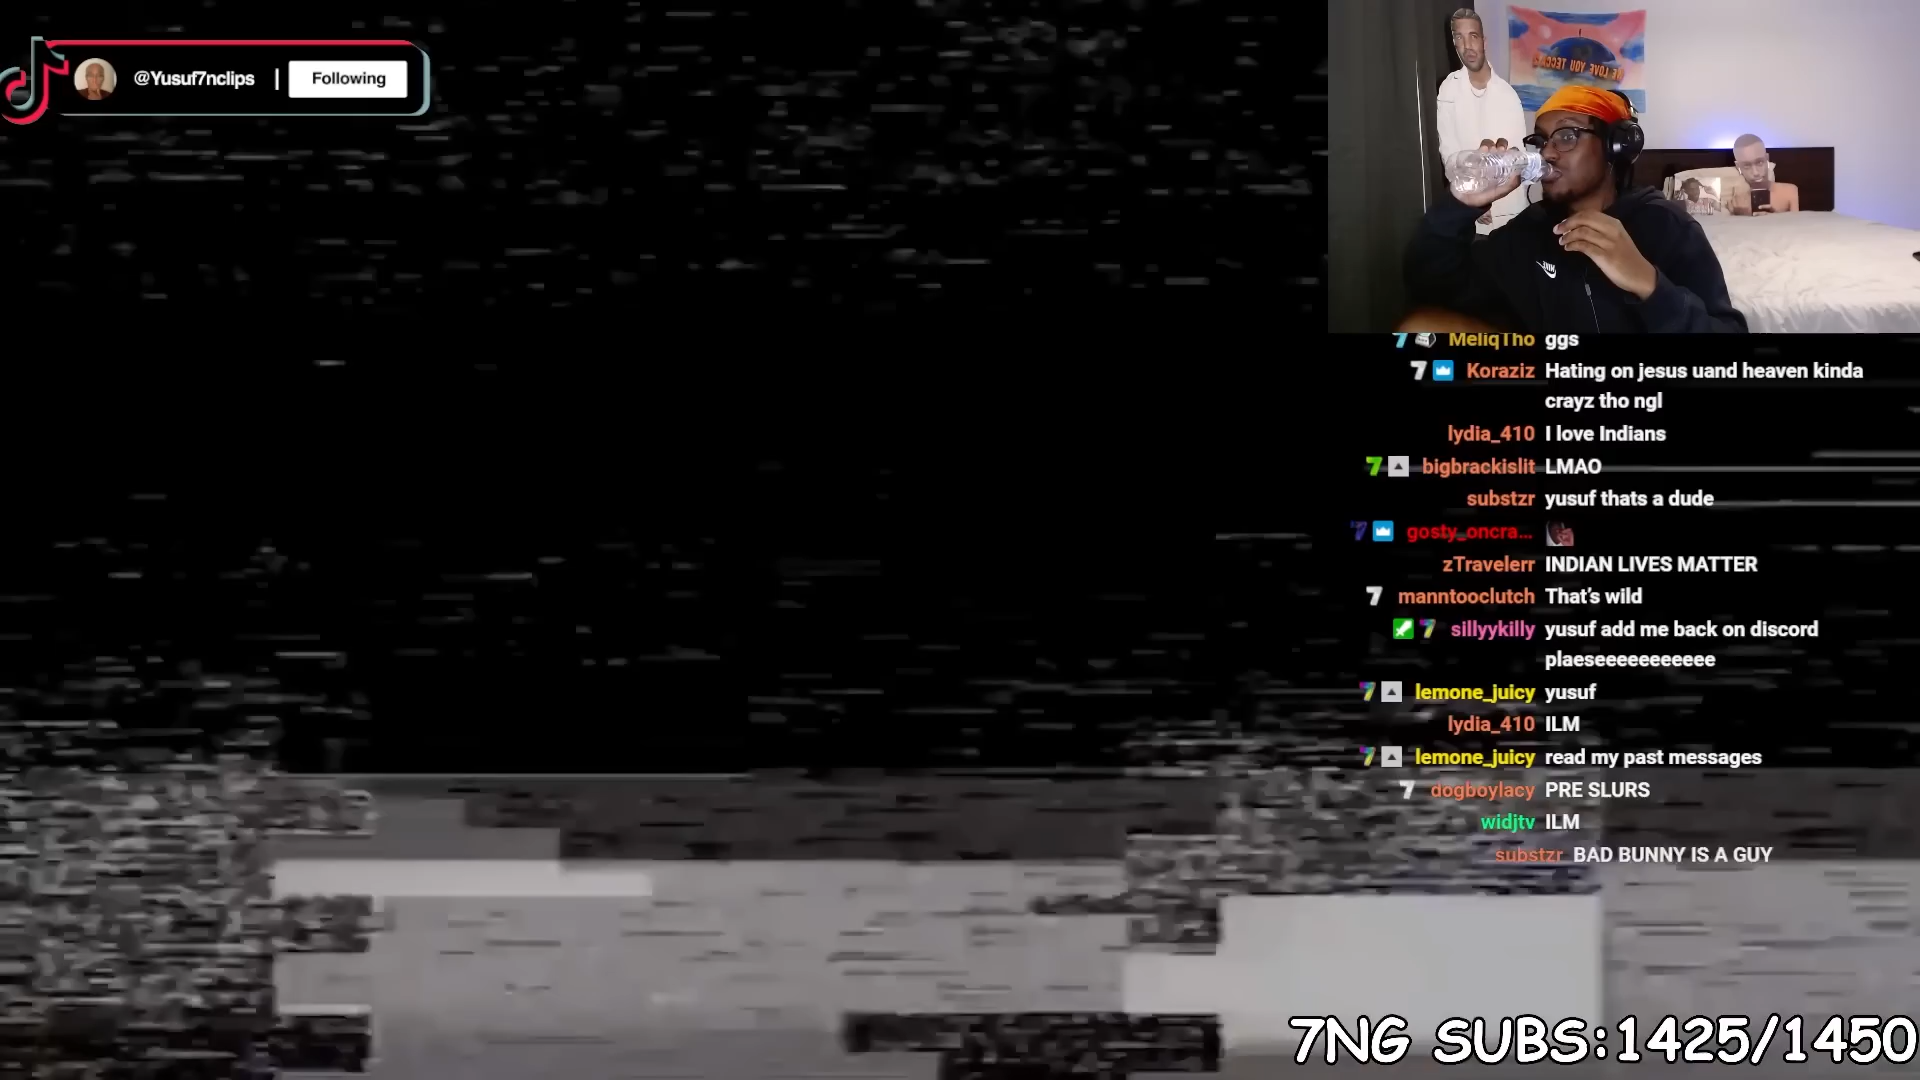 @Yusuf7nclips | Following
MeliqTho ggs
Koraziz Hating on jesus uand heaven kinda
crayz tho ngl
lydia_410 I love Indians
bigbrackislit LMAO
substzr yusuf thats a dude
gosty_oncra...
zTravelerr INDIAN LIVES MATTER
manntooclutch That's wild
sillyykilly yusuf add me back on discord
plaeseeeeeeeeeee
lemone_juicy yusuf
lydia_410 ILM
lemone_juicy read my past messages
dogboylacy PRE SLURS
widjtv ILM
substzr BAD BUNNY IS A GUY
7NG SUBS:1425/1450